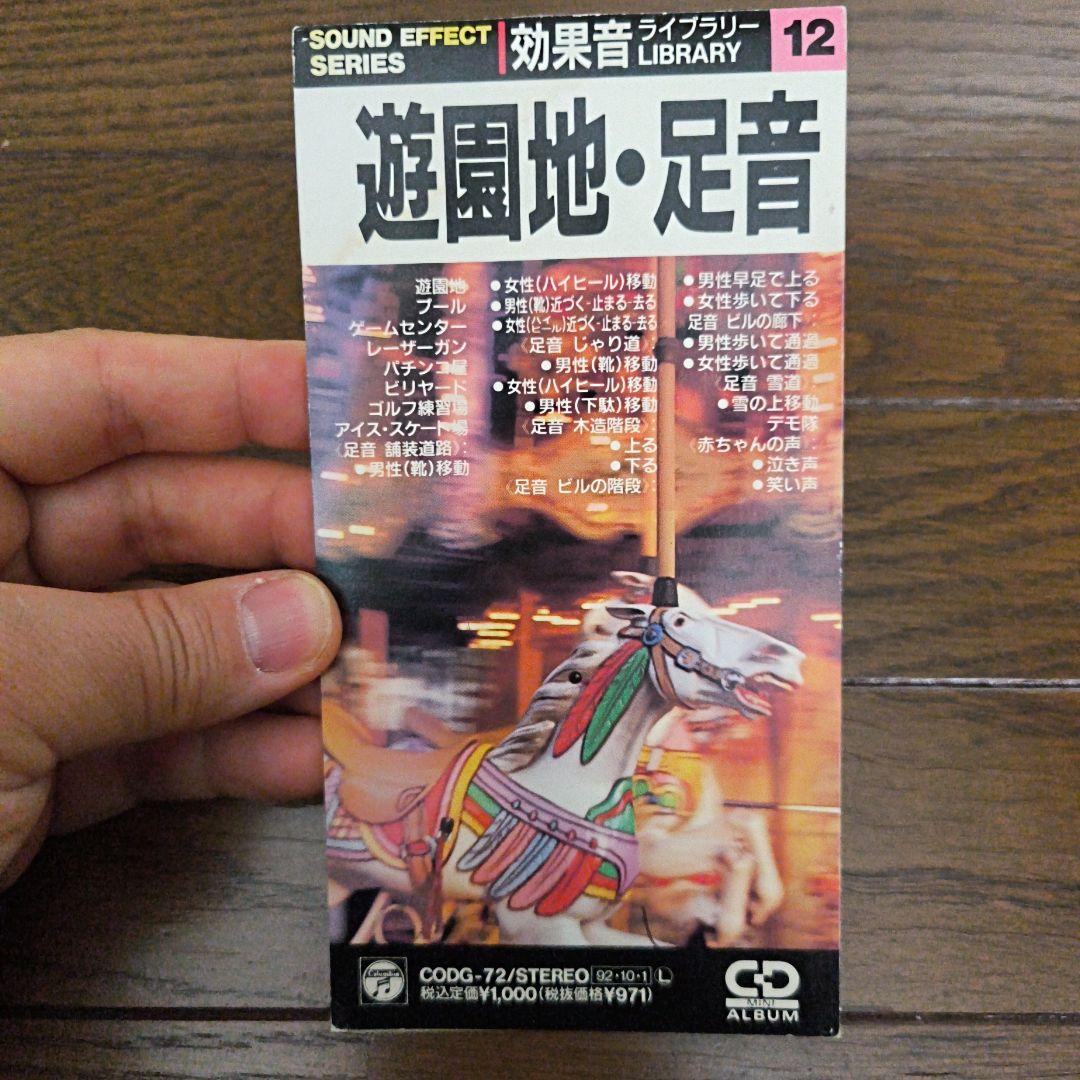 SOUND EFFECT
SERIES
効果音
ライブラリー
LIBRARY
12
遊園地・足音
遊園地
プール
ゲームセンター
レーザーガン
パチンコ屋
ビリヤード
ゴルフ練習場
アイス・スケート場
《足音 舗装道路》:
●男性(靴)移動
●女性(ハイヒール)移動
●男性(靴)近づく-止まる-去る
●女性(ハイヒール)近づく-止まる-去る
《足音 じゃり道》:
●男性(靴)移動
●女性(ハイヒール)移動
●男性(下駄)移動
《足音 木造階段》:
●上る
●下る
《足音 ビルの階段》:
●男性早足で上る
●女性歩いて下る
足音 ビルの廊下》:
●男性歩いて通過
●女性歩いて通過
《足音 雪道》:
●雪の上移動
デモ隊
《赤ちゃんの声》:
●泣き声
●笑い声
Columbia
CODG-72/STEREO 92・10・1 L
税込定価¥1,000(税抜価格¥971)
CD
MINI
ALBUM